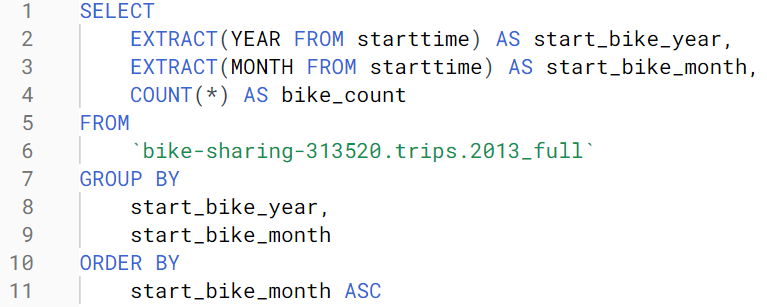 1 SELECT
2 EXTRACT(YEAR FROM starttime) AS start_bike_year,
3 EXTRACT(MONTH FROM starttime) AS start_bike_month,
4 COUNT(*) AS bike_count
5 FROM
6 `bike-sharing-313520.trips.2013_full`
7 GROUP BY
8 start_bike_year,
9 start_bike_month
10 ORDER BY
11 start_bike_month ASC